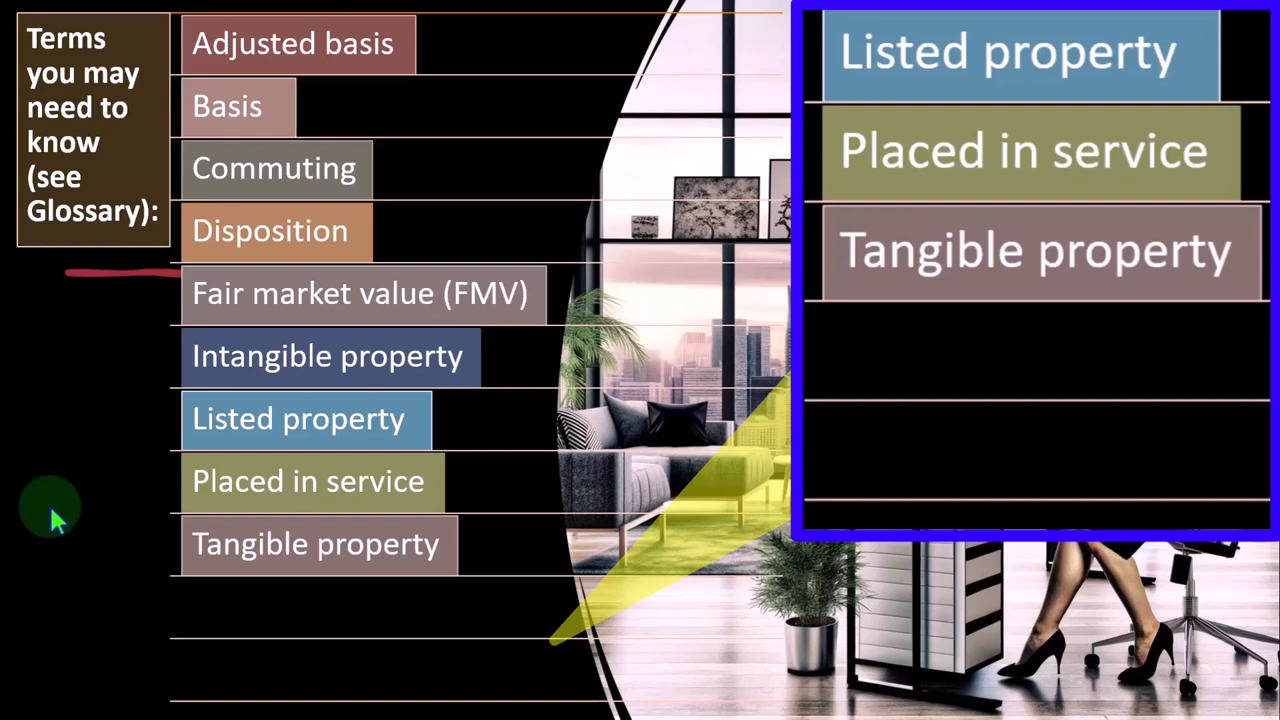 Terms
you may
need to
know
(see
Glossary):
Adjusted basis
Basis
Commuting
Disposition
Fair market value (FMV)
Intangible property
Listed property
Placed in service
Tangible property
Listed property
Placed in service
Tangible property